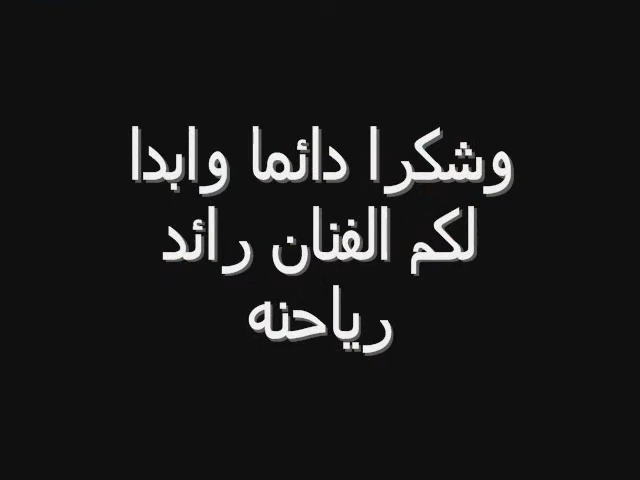 وشكرا دائما وابدا
لكم الفنان رائد
رياحنه